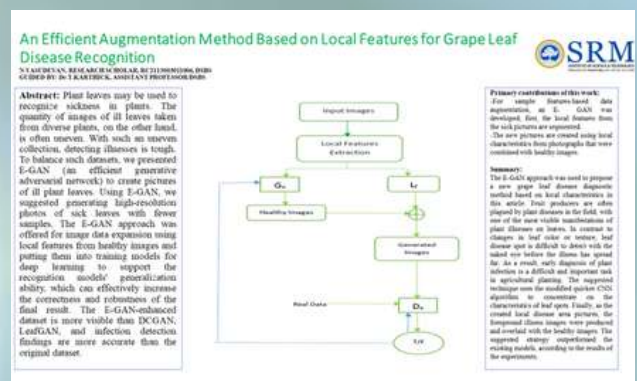 An Efficient Augmentation Method Based on Local Features for Grape Leaf
Disease Recognition
GUIDED BY: Dr.T.KARTHICK, ASSISTANT PROFESSOR/DSBS
SRM
Abstract: Plant leaves may be used to
recognize sickness in plants. The
quantity of images of ill leaves taken
from diverse plants, on the other hand,
is often uneven. With such an uneven
collection, detecting illnesses is tough.
To balance such datasets, we presented
E-GAN (an efficient generative
adversarial network) to create pictures
of ill plant leaves. Using E-GAN, we
suggested generating high-resolution
photos of sick leaves with fewer
samples. The E-GAN approach was
offered for image data expansion using
local features from healthy images and
putting them into training models for
deep learning to support the
recognition models' generalization
ability, which can effectively increase
the correctness and robustness of the
final result. The E-GAN-enhanced
dataset is more visible than DCGAN,
LeafGAN, and infection detection
findings are more accurate than the
original dataset.
Input Images
Local Features
Extraction
Healthy Images
Generated
Images
Real Data
Primary contributions of this work:
-For sample features-based data
augmentation, an E- GAN was
developed, first, the local features from
the sick pictures are segmented.
-The new pictures are created using local
characteristics from photographs that were
combined with healthy images.
Summary:
The E-GAN approach was used to propose
a new grape leaf disease diagnostic
method based on local characteristics in
this article. Fruit producers are often
plagued by plant diseases in the field, with
one of the most visible manifestations of
plant illnesses on leaves. In contrast to
changes in leaf color or texture, leaf
disease spot is difficult to detect with the
naked eye before the illness has spread
far. As a result, early diagnosis of plant
infection is a difficult and important task
in agricultural planting. The suggested
technique uses the modified quicker CNN
algorithm to concentrate on the
characteristics of leaf spots. Finally, as the
created local disease area pictures, the
foreground illness images were produced
and overlaid with the healthy images. The
suggested strategy outperformed the
existing models, according to the results of
the experiments.